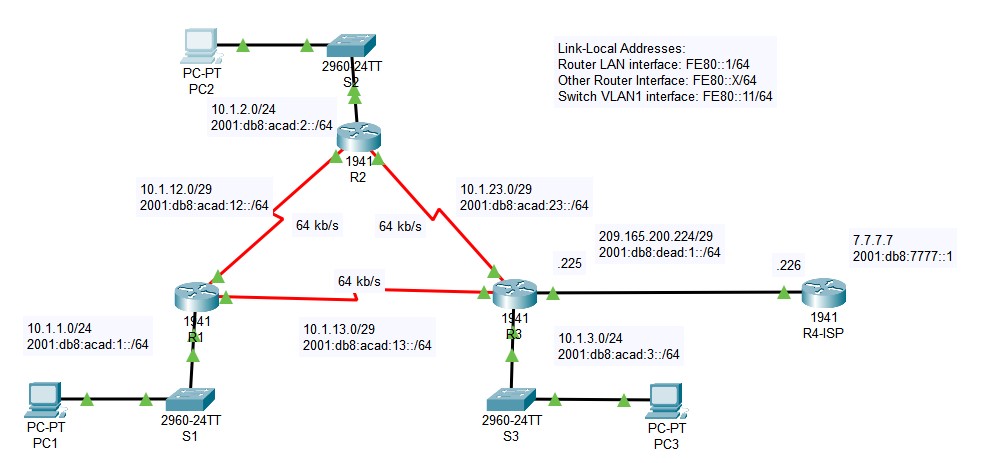 Link-Local Addresses:
Router LAN interface: FE80::1/64
Other Router Interface: FE80::X/64
Switch VLAN1 interface: FE80::11/64
PC-PT
PC2
2960-24TT
S2
10.1.2.0/24
2001:db8:acad:2::/64
1941
R2
10.1.12.0/29
2001:db8:acad:12::/64
64 kb/s
64 kb/s
10.1.23.0/29
2001:db8:acad:23::/64
209.165.200.224/29
2001:db8:dead:1::/64
.225
.226
7.7.7.7
2001:db8:7777::1
64 kb/s
1941
R1
1941
R3
1941
R4-ISP
10.1.1.0/24
2001:db8:acad:1::/64
10.1.13.0/29
2001:db8:acad:13::/64
10.1.3.0/24
2001:db8:acad:3::/64
PC-PT
PC1
2960-24TT
S1
2960-24TT
S3
PC-PT
PC3